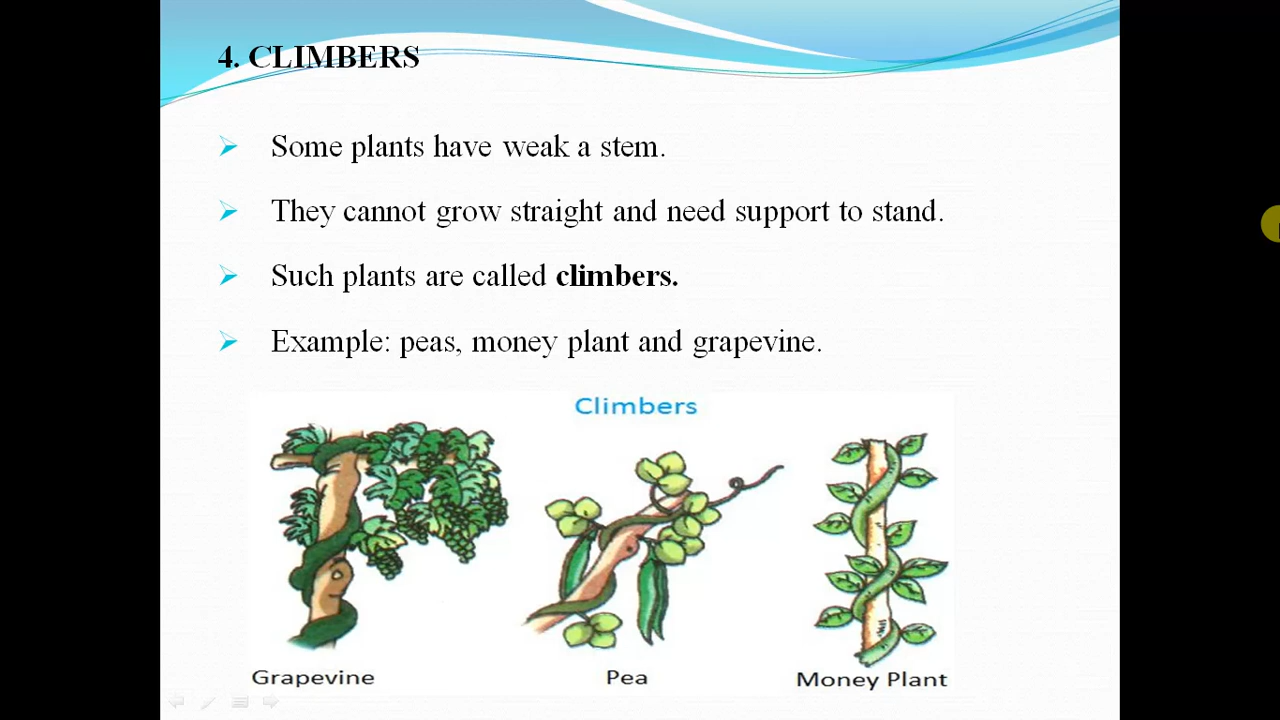 4. CLIMBERS
Some plants have weak a stem.
They cannot grow straight and need support to stand.
Such plants are called climbers.
Example: peas, money plant and grapevine.
Climbers
Grapevine
Pea
Money Plant